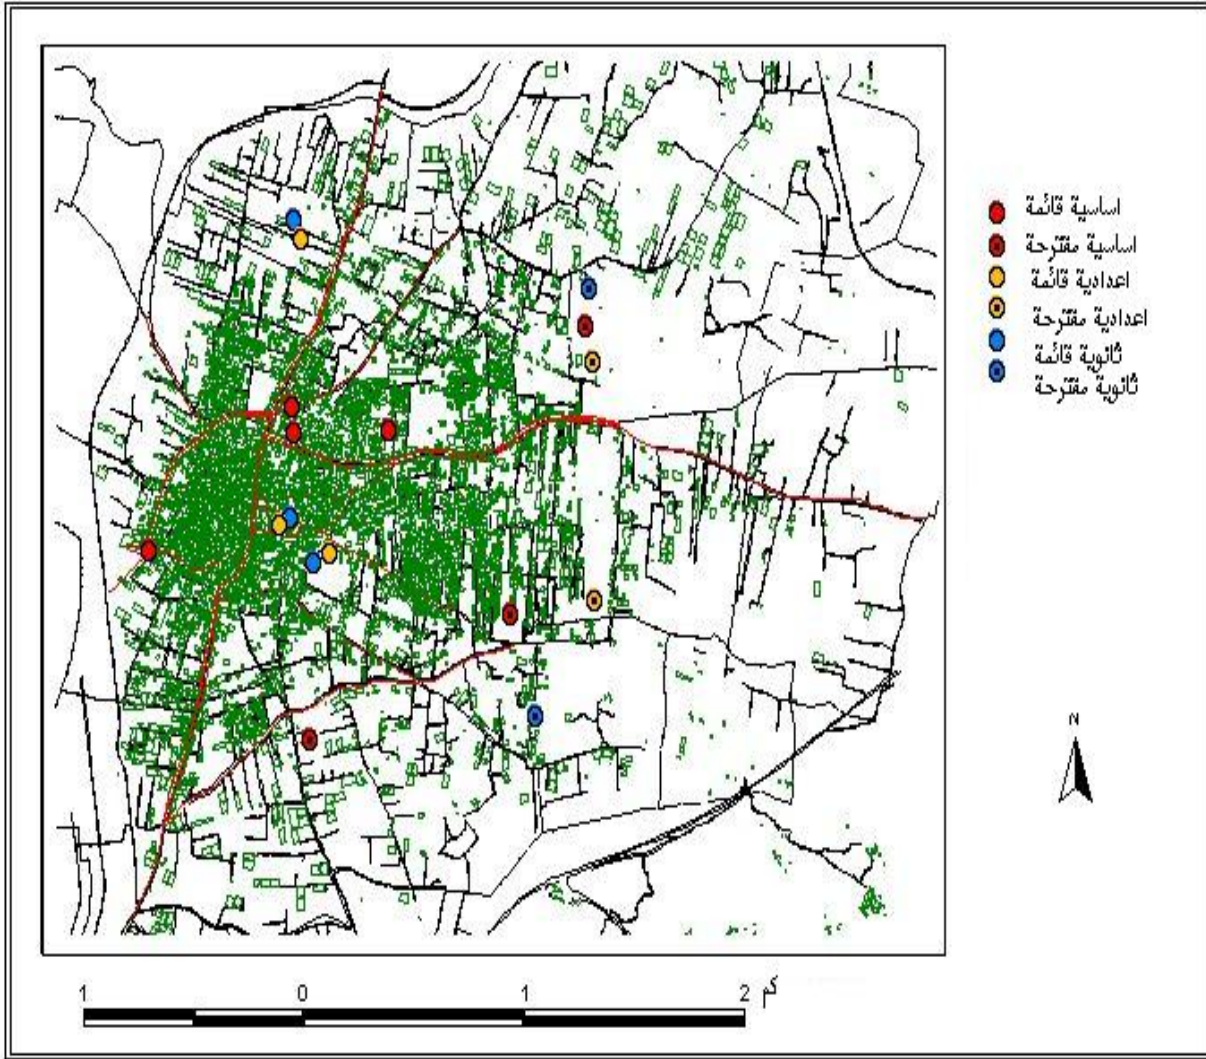 اساسية قائمة
اساسية مقترحة
اعدادية قائمة
اعدادية مقترحة
ثانوية قائمة
ثانوية مقترحة
N
1 0 1 2 كم